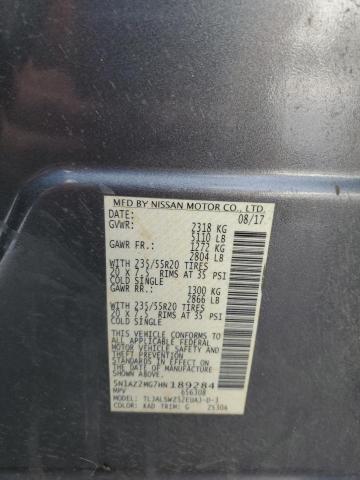 MFD BY NISSAN MOTOR CO., LTD.
DATE: 08/17
GVWR: 2318 KG
5110 LB
GAWR FR.: 1272 KG
2804 LB
WITH 235/55R20 TIRES
20 X 7.5 RIMS AT 35 PSI
COLD SINGLE
GAWR RR.: 1300 KG
2866 LB
WITH 235/55R20 TIRES
20 X 7.5 RIMS AT 35 PSI
COLD SINGLE
THIS VEHICLE CONFORMS TO
ALL APPLICABLE FEDERAL
MOTOR VEHICLE SAFETY
STANDARDS IN EFFECT ON THE
DATE OF MANUFACTURE SHOWN
ABOVE.
5N1AZ2MG7HN189284
MPV 656308
MODEL: TLJALSWZ52EUAJ-D-J
COLOR: KAD TRIM: G 25306